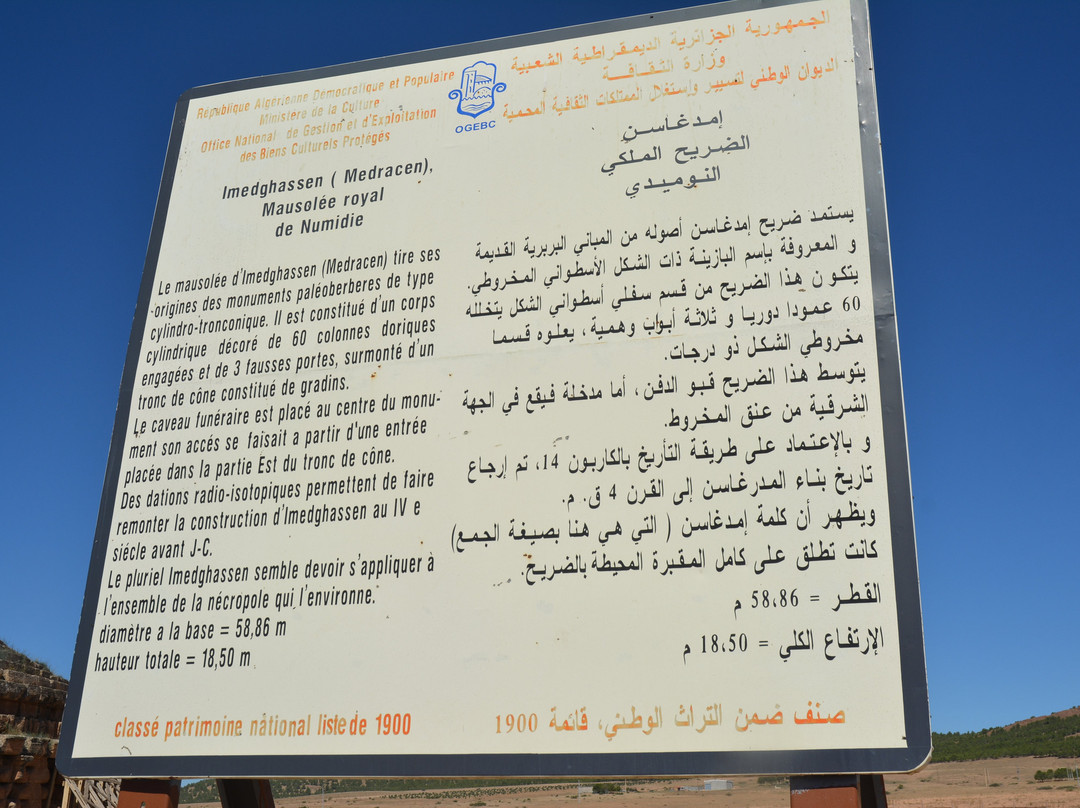 République Algérienne Démocratique et Populaire
Ministère de la Culture
Office National de Gestion et d'Exploitation
des Biens Culturels Protégés
OGEBC
الجمهورية الجزائرية الديمقراطية الشعبية
وزارة الثقافة
الديوان الوطني لتسيير وإستغلال الممتلكات الثقافية المحمية
Imedghassen ( Medracen),
Mausolée royal
de Numidie
Le mausolée d'Imedghassen (Medracen) tire ses
origines des monuments paléoberberes de type
cylindro-tronconique. Il est constitué d'un corps
cylindrique décoré de 60 colonnes doriques
engagées et de 3 fausses portes, surmonté d'un
tronc de cône constitué de gradins.
Le caveau funéraire est placé au centre du monu-
ment son accés se faisait a partir d'une entrée
placée dans la partie Est du tronc de cône.
Des dations radio-isotopiques permettent de faire
remonter la construction d'Imedghassen au IV e
siécle avant J-C.
Le pluriel Imedghassen semble devoir s'appliquer à
l'ensemble de la nécropole qui l'environne.
diamètre a la base = 58,86 m
hauteur totale = 18,50 m
classé patrimoine national liste de 1900
إمدغاسن
الضريح الملكي
النوميدي
يستمد ضريح إمدغاسن أصوله من المباني البربرية القديمة
و المعروفة بإسم البازينة ذات الشكل الأسطواني المخروطي.
يتكون هذا الضريح من قسم سفلي أسطواني الشكل يتخلله
60 عمودا دوريا و ثلاثة أبواب وهمية، يعلوه قسما
مخروطي الشكل ذو درجات.
يتوسط هذا الضريح قبو الدفن، أما مدخلة فيقع في الجهة
الشرقية من عنق المخروط.
و بالإعتماد على طريقة التأريخ بالكاربون 14، تم إرجاع
تاريخ بناء المدرغاسن إلى القرن 4 ق. م.
ويظهر أن كلمة إمدغاسن ( التي هي هنا بصيغة الجمع)
كانت تطلق على كامل المقبرة المحيطة بالضريح.
القطر = 58،86 م
الإرتفاع الكلي = 18،50 م
صنف ضمن التراث الوطني، قائمة 1900